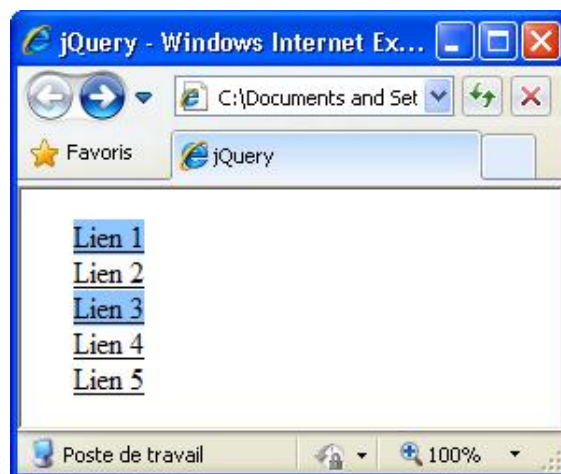 jQuery - Windows Internet Ex...
C:\Documents and Set
Favoris
jQuery
Lien 1
Lien 2
Lien 3
Lien 4
Lien 5
Poste de travail
100%